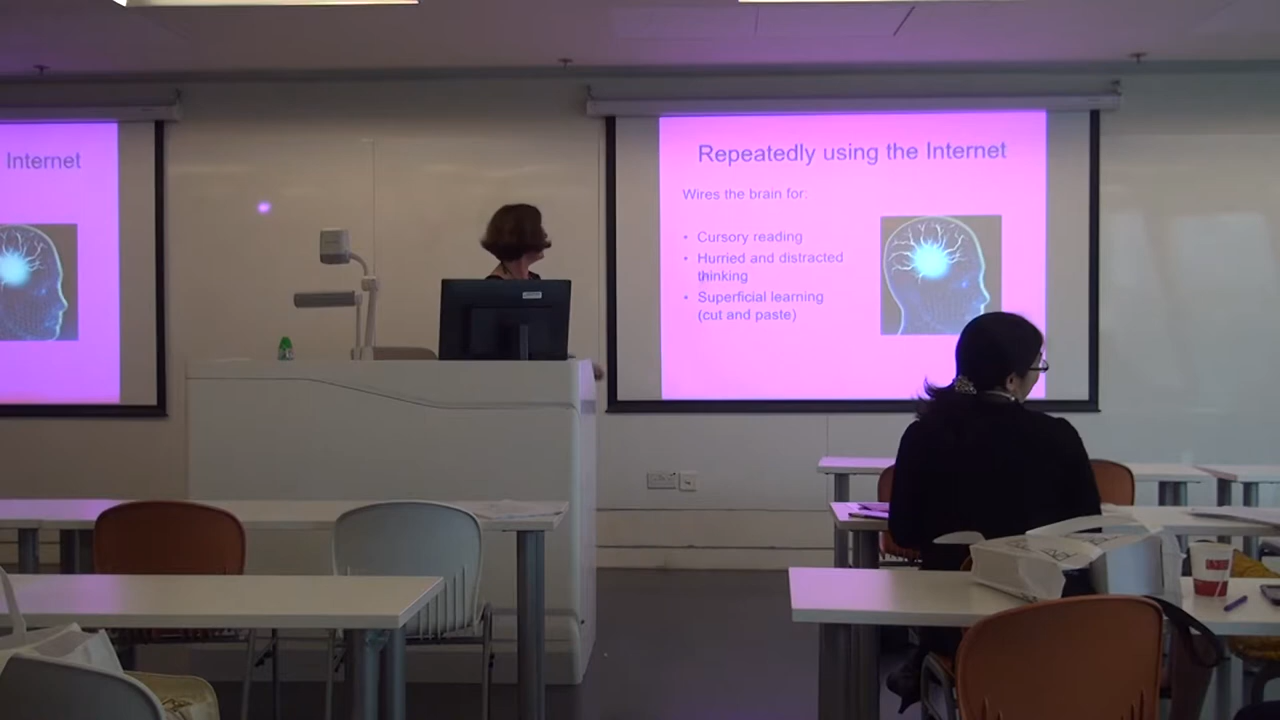 Internet
Repeatedly using the Internet
Wires the brain for:
• Cursory reading
• Hurried and distracted
thinking
• Superficial learning
(cut and paste)